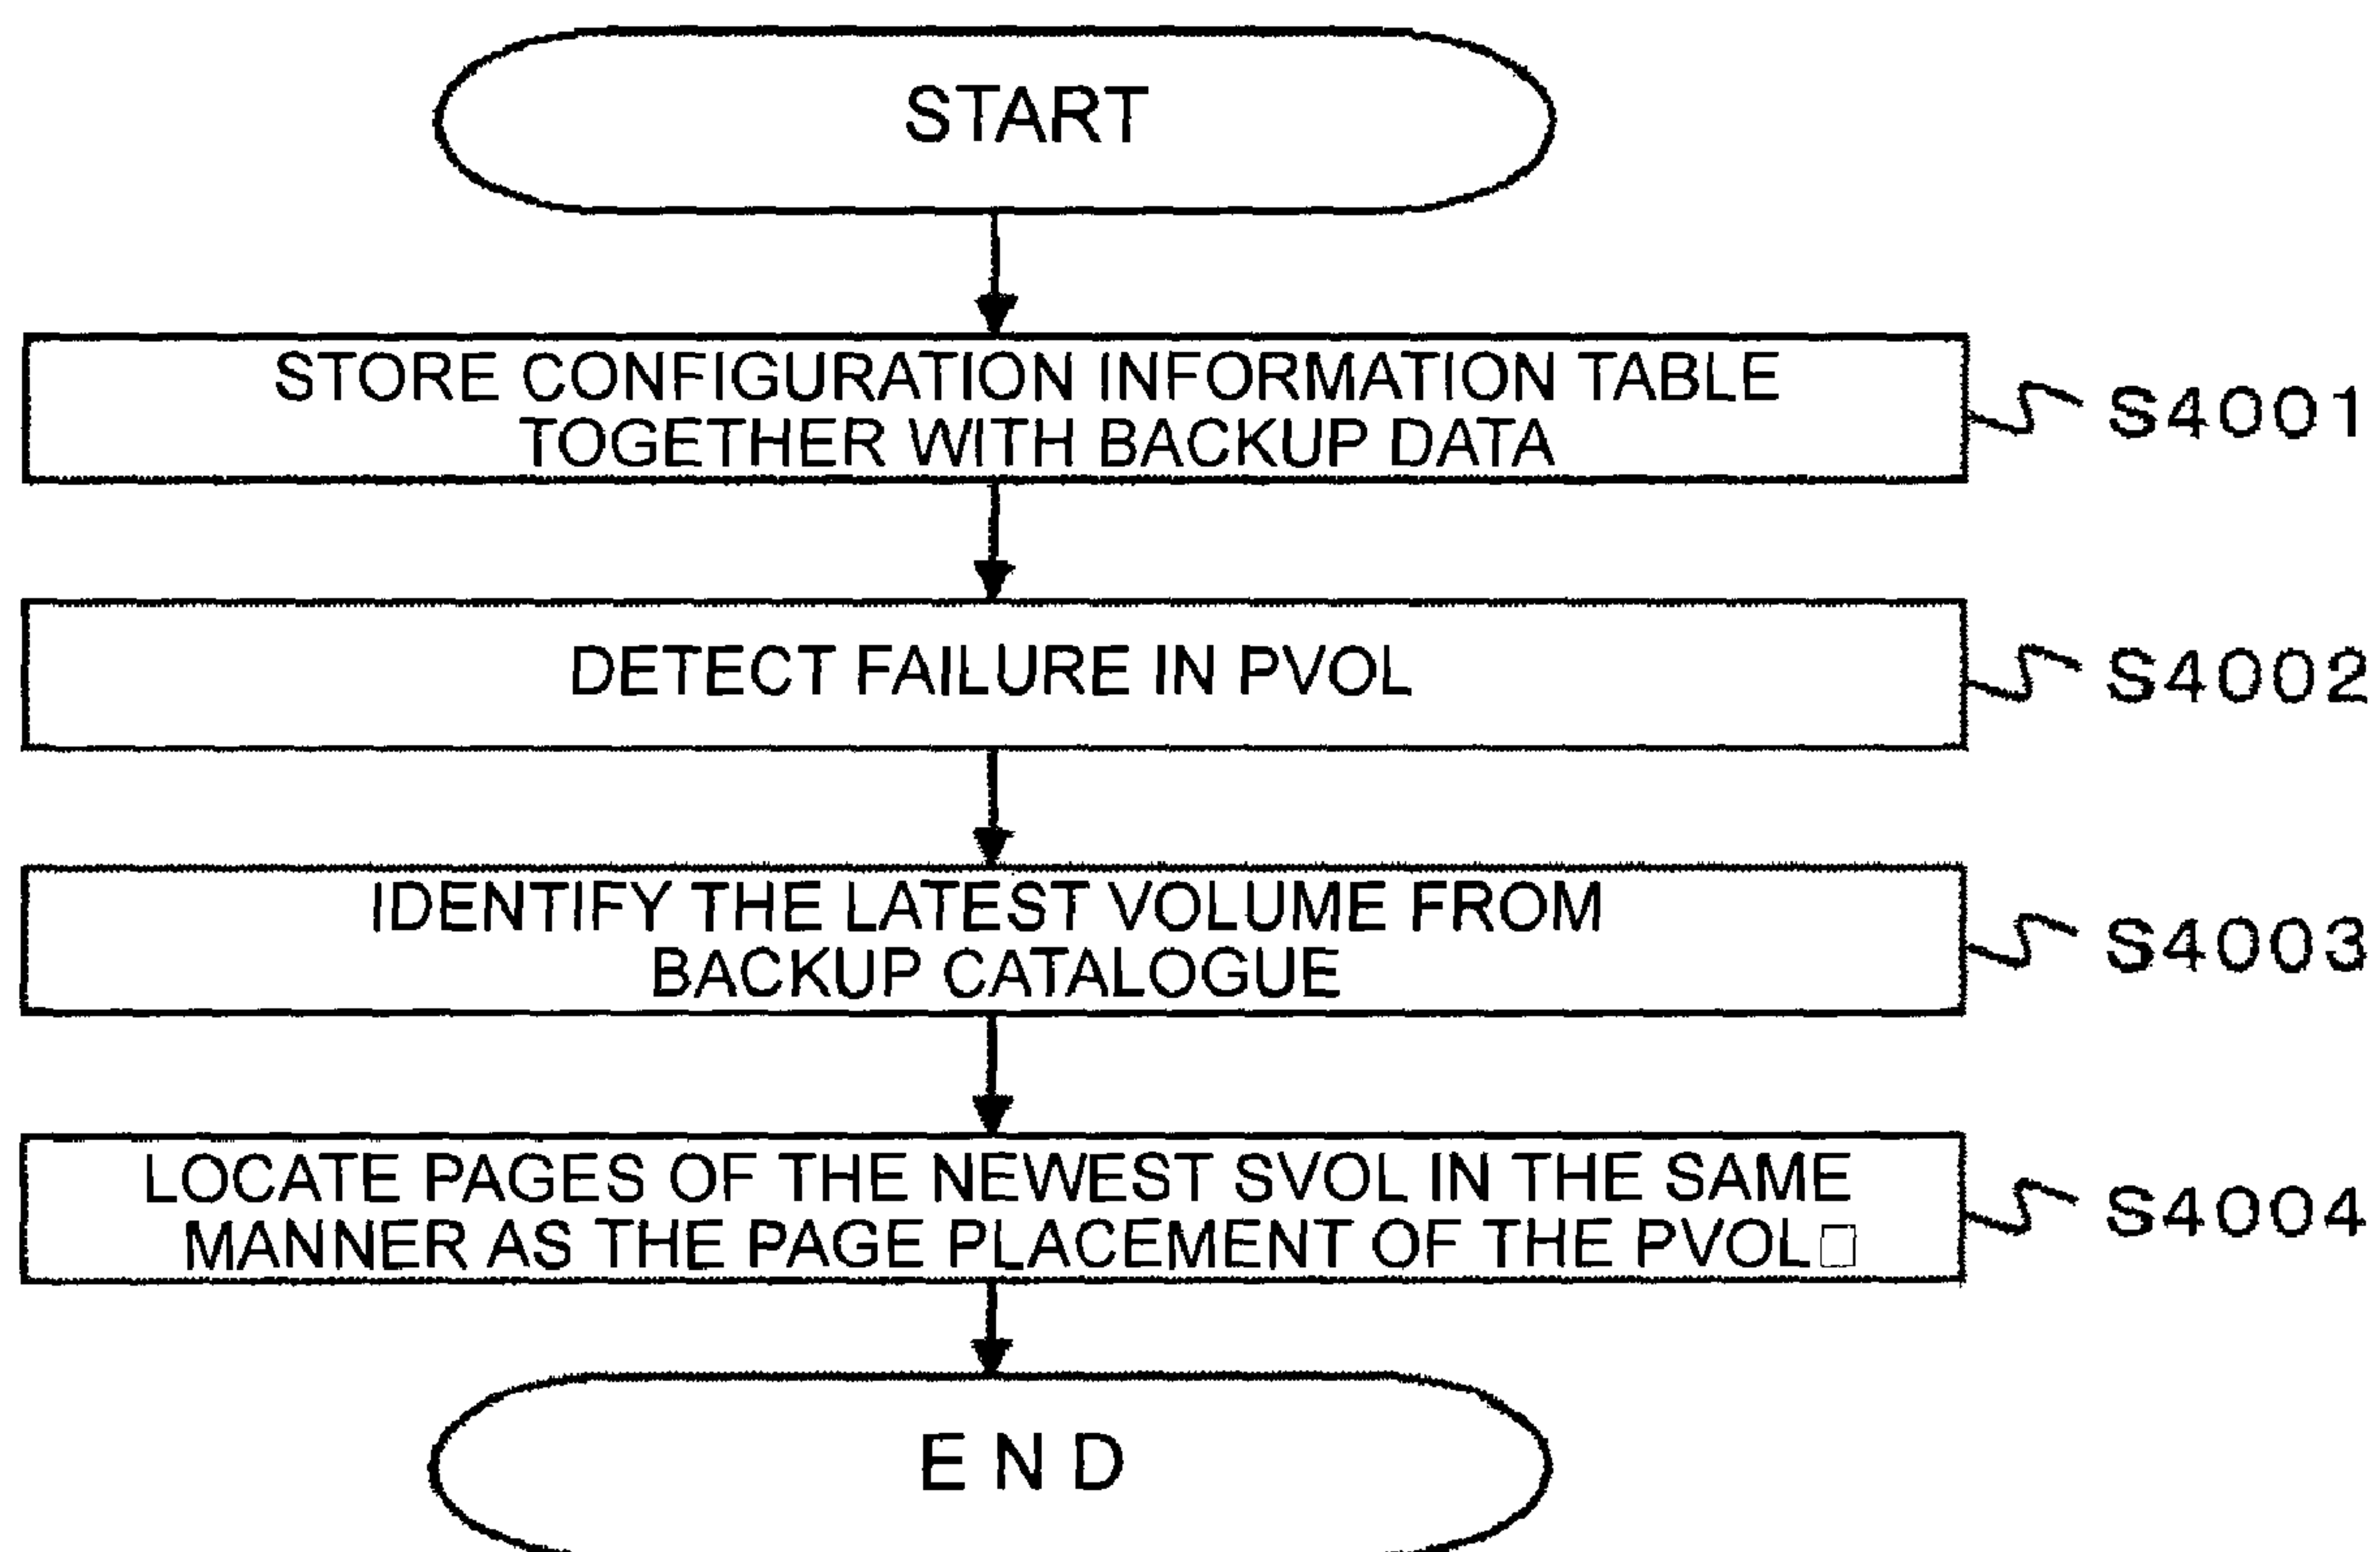 START
STORE CONFIGURATION INFORMATION TABLE
TOGETHER WITH BACKUP DATA
S4001
DETECT FAILURE IN PVOL
S4002
IDENTIFY THE LATEST VOLUME FROM
BACKUP CATALOGUE
S4003
LOCATE PAGES OF THE NEWEST SVOL IN THE SAME
MANNER AS THE PAGE PLACEMENT OF THE PVOL□
S4004
END